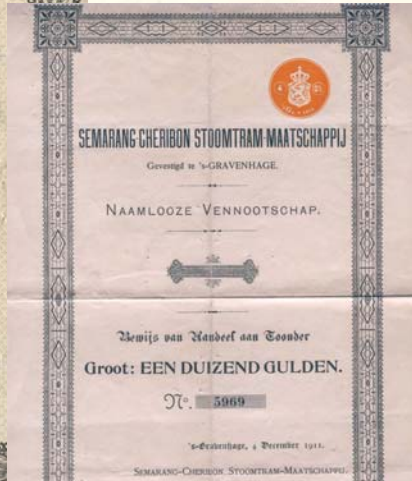 SEMARANG-CHERIBON STOOMTRAM-MAATSCHAPPIJ
Gevestigd te 's-GRAVENHAGE.
NAAMLOOZE VENNOOTSCHAP.
Bewijs van Aandeel aan Toonder
Groot: EEN DUIZEND GULDEN.
No. 5969
's-Gravenhage, 4 December 1911.
SEMARANG-CHERIBON STOOMTRAM-MAATSCHAPPIJ.